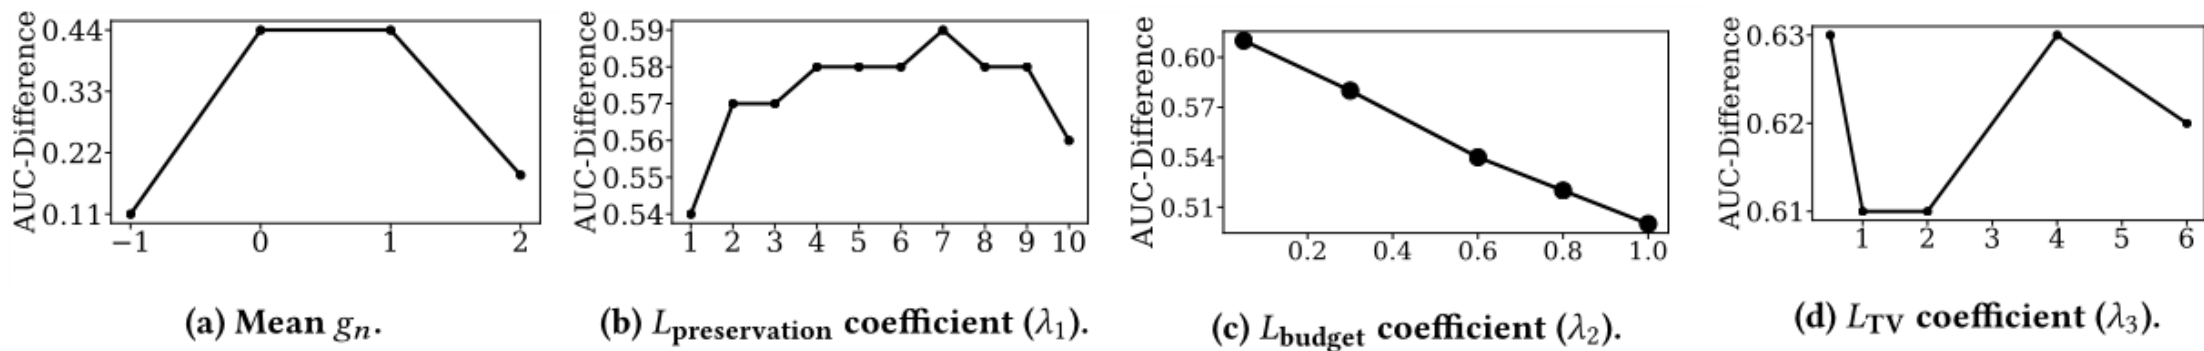 AUC-Difference
0.44
0.33
0.22
0.11
−1 0 1 2
(a) Mean gₙ.
AUC-Difference
0.59
0.58
0.57
0.56
0.55
0.54
1 2 3 4 5 6 7 8 9 10
(b) L_preservation coefficient (λ₁).
AUC-Difference
0.60
0.57
0.54
0.51
0.2 0.4 0.6 0.8 1.0
(c) L_budget coefficient (λ₂).
AUC-Difference
0.63
0.62
0.61
1 2 3 4 5 6
(d) L_TV coefficient (λ₃).